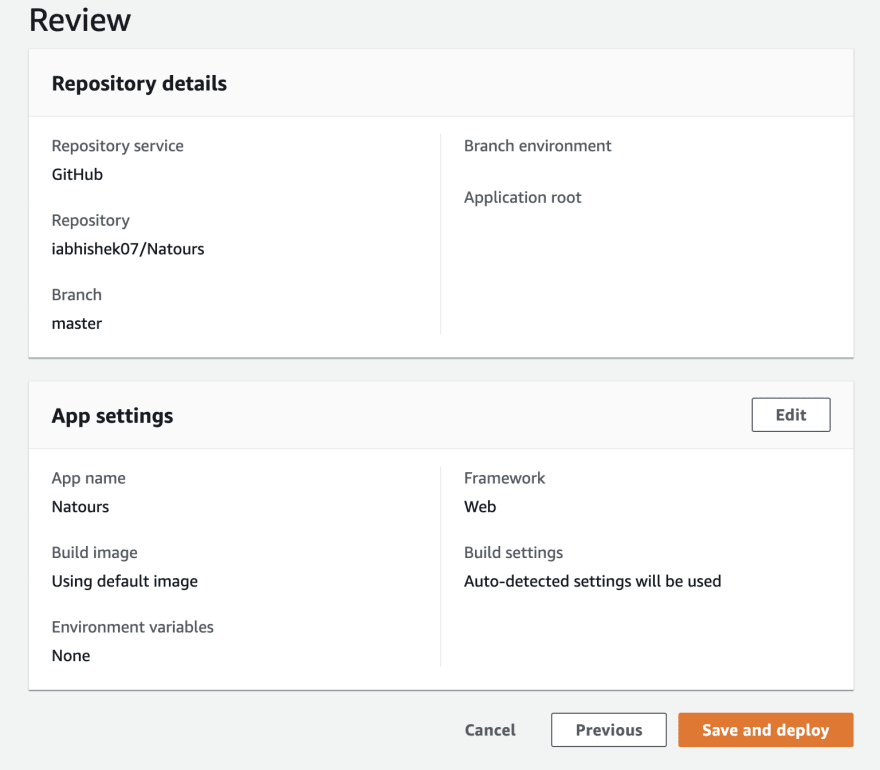 Review
Repository details
Repository service
GitHub
Repository
iabhishek07/Natours
Branch
master
Branch environment
Application root
App settings
Edit
App name
Natours
Build image
Using default image
Environment variables
None
Framework
Web
Build settings
Auto-detected settings will be used
Cancel
Previous
Save and deploy